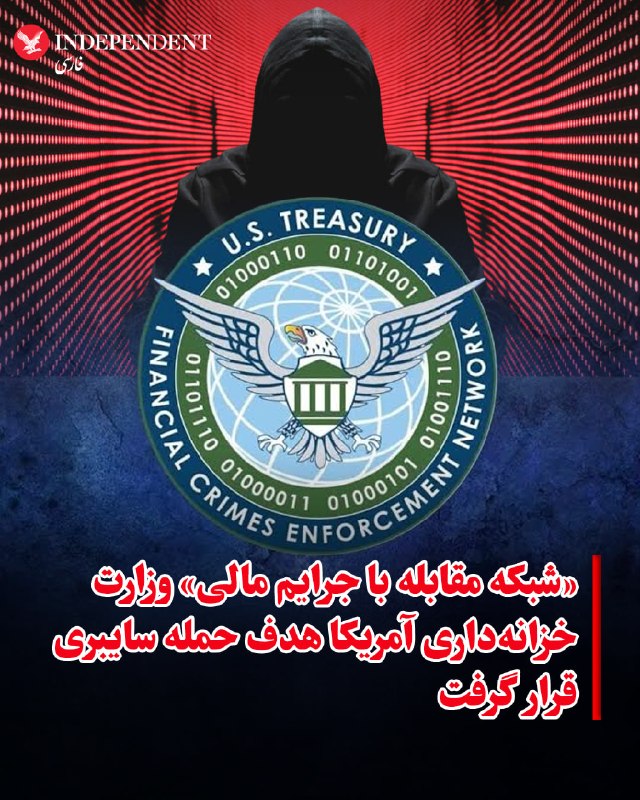 INDEPENDENT
فارسی
U.S. TREASURY
FINANCIAL CRIMES ENFORCEMENT NETWORK
01000110 01101001
01101110
01000011 01000101
01001110
«شبکه مقابله با جرایم مالی» وزارت
خزانه‌داری آمریکا هدف حمله سایبری
قرار گرفت